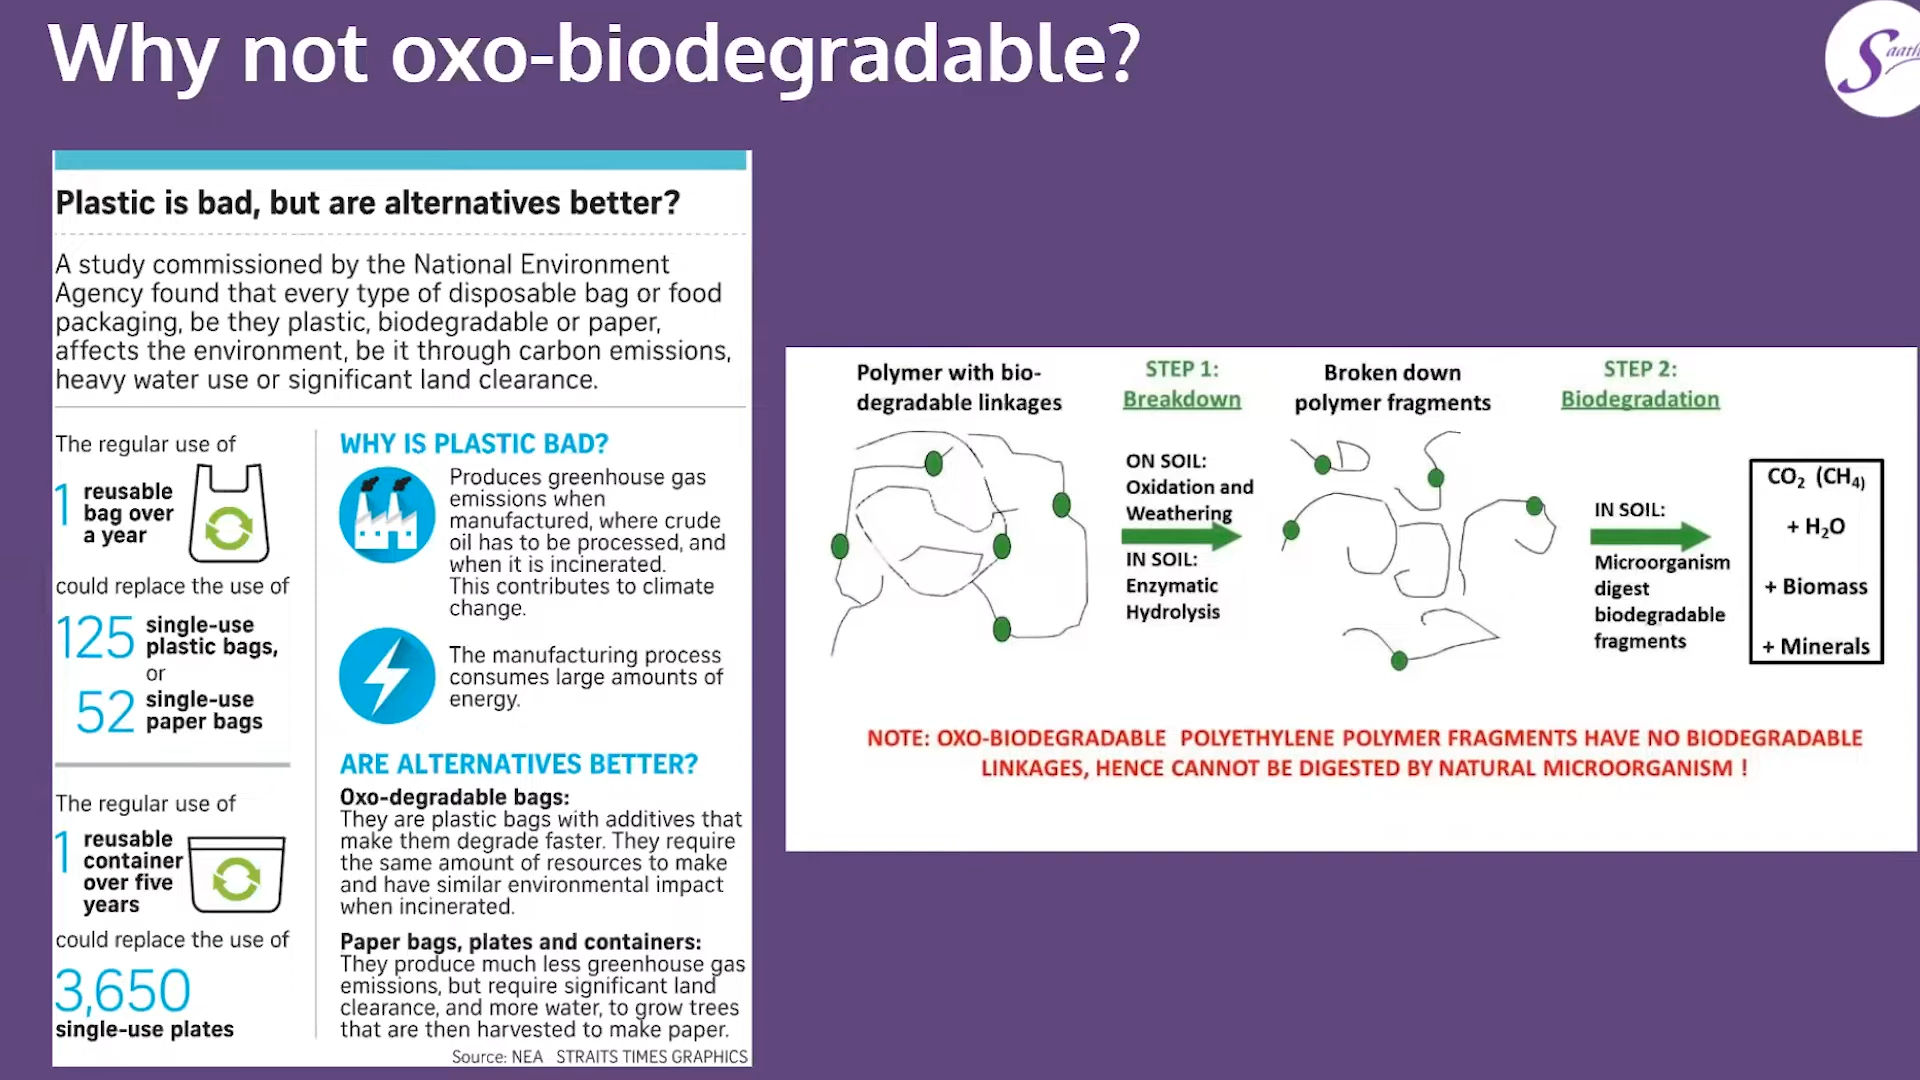 Why not oxo-biodegradable?
Saathi
Plastic is bad, but are alternatives better?
A study commissioned by the National Environment
Agency found that every type of disposable bag or food
packaging, be they plastic, biodegradable or paper,
affects the environment, be it through carbon emissions,
heavy water use or significant land clearance.
The regular use of
1 reusable
bag over
a year
could replace the use of
125 single-use
plastic bags,
or
52 single-use
paper bags
The regular use of
1 reusable
container
over five
years
could replace the use of
3,650
single-use plates
WHY IS PLASTIC BAD?
Produces greenhouse gas
emissions when
manufactured, where crude
oil has to be processed, and
when it is incinerated.
This contributes to climate
change.
The manufacturing process
consumes large amounts of
energy.
ARE ALTERNATIVES BETTER?
Oxo-degradable bags:
They are plastic bags with additives that
make them degrade faster. They require
the same amount of resources to make
and have similar environmental impact
when incinerated.
Paper bags, plates and containers:
They produce much less greenhouse gas
emissions, but require significant land
clearance, and more water, to grow trees
that are then harvested to make paper.
Source: NEA STRAITS TIMES GRAPHICS
Polymer with bio-
degradable linkages
STEP 1:
Breakdown
ON SOIL:
Oxidation and
Weathering
IN SOIL:
Enzymatic
Hydrolysis
Broken down
polymer fragments
STEP 2:
Biodegradation
IN SOIL:
Microorganism
digest
biodegradable
fragments
CO₂ (CH₄)
+ H₂O
+ Biomass
+ Minerals
NOTE: OXO-BIODEGRADABLE POLYETHYLENE POLYMER FRAGMENTS HAVE NO BIODEGRADABLE
LINKAGES, HENCE CANNOT BE DIGESTED BY NATURAL MICROORGANISM !